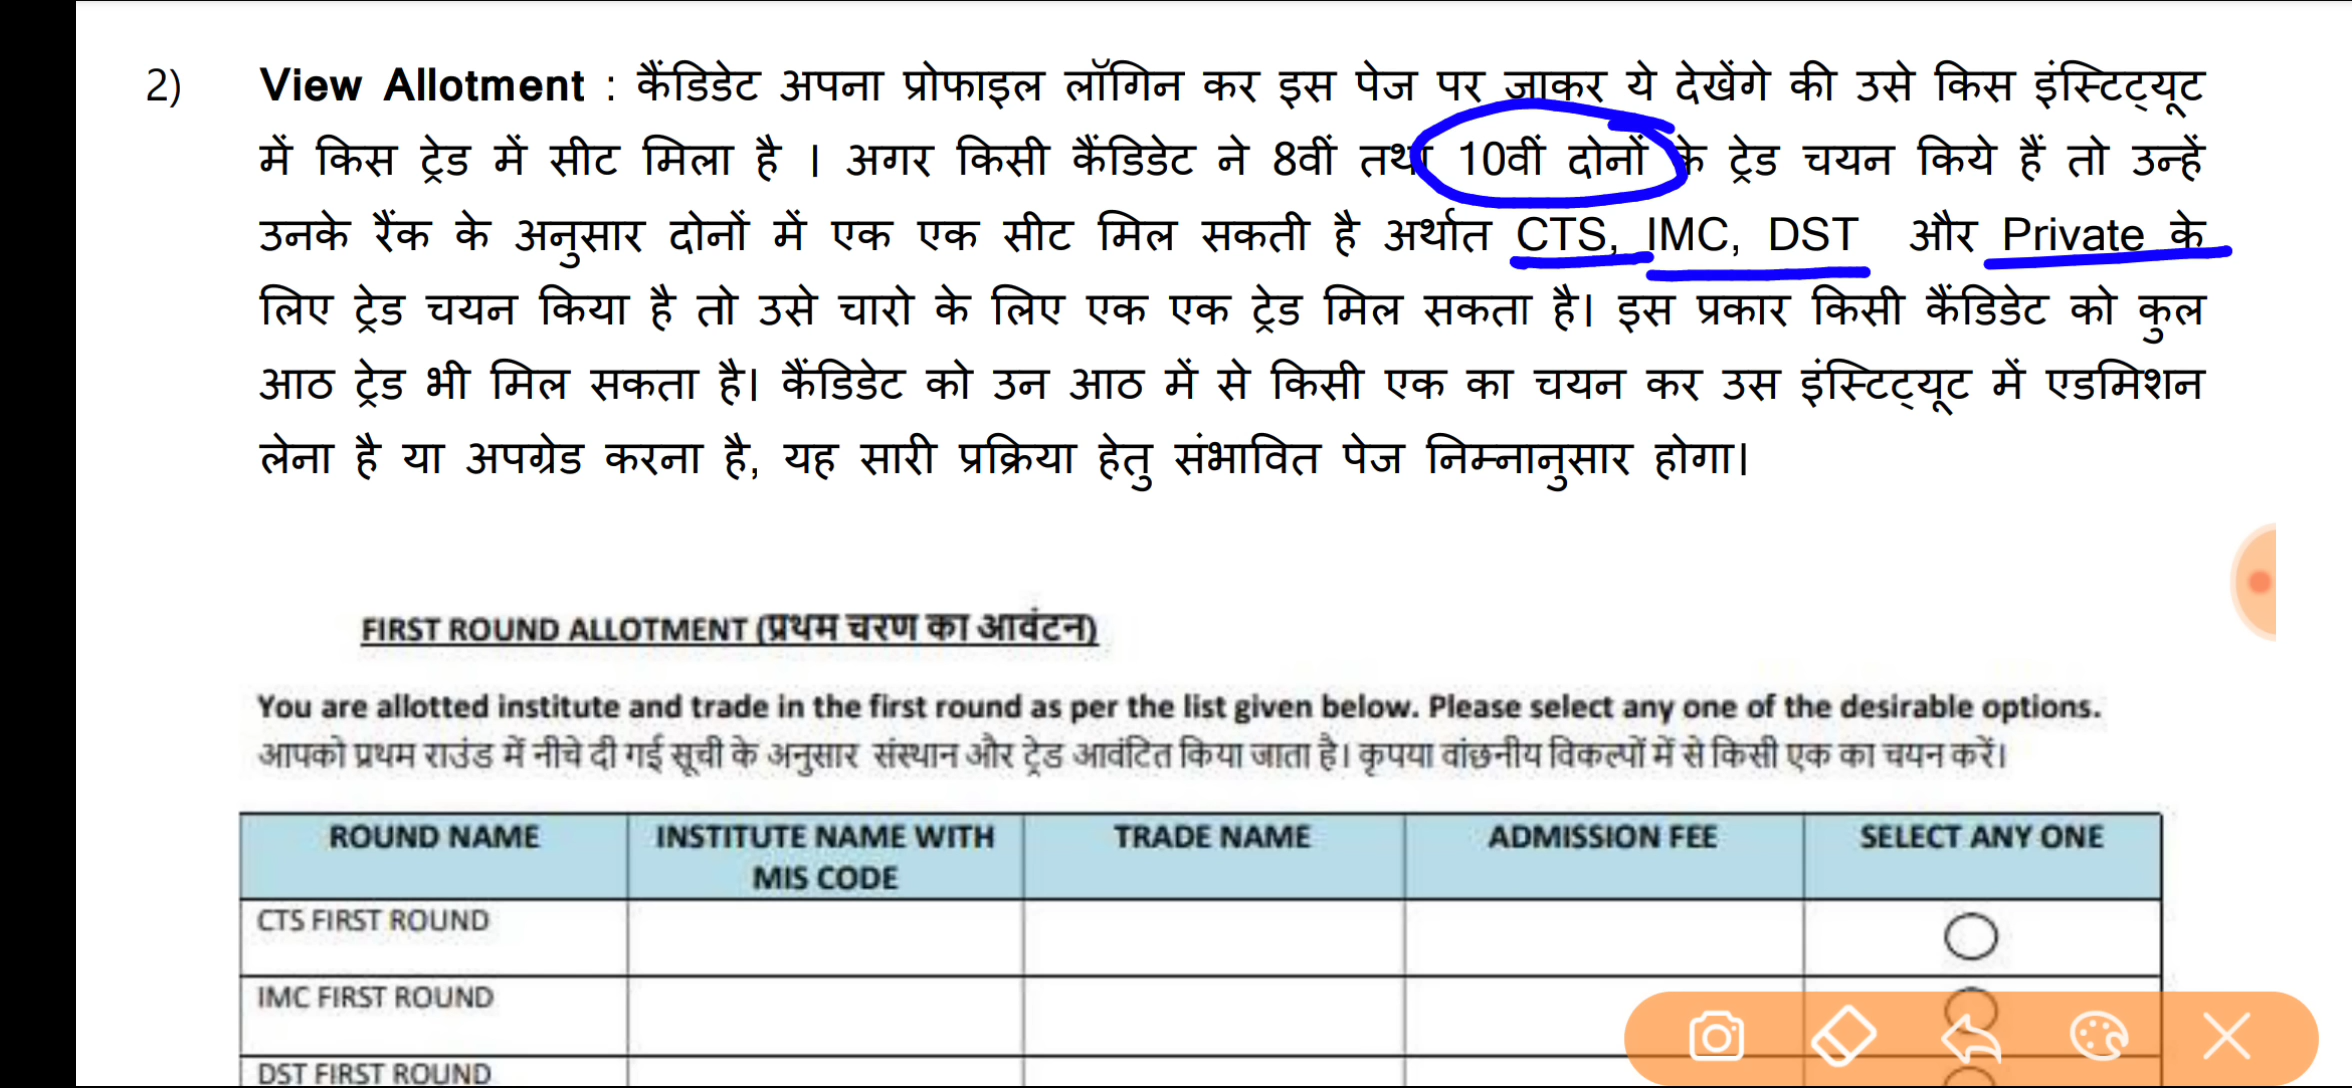 2) View Allotment : कैंडिडेट अपना प्रोफाइल लॉगिन कर इस पेज पर जाकर ये देखेंगे की उसे किस इंस्टिट्यूट
में किस ट्रेड में सीट मिला है । अगर किसी कैंडिडेट ने 8वीं तथा 10वीं दोनों के ट्रेड चयन किये हैं तो उन्हें
उनके रैंक के अनुसार दोनों में एक एक सीट मिल सकती है अर्थात CTS, IMC, DST और Private के
लिए ट्रेड चयन किया है तो उसे चारो के लिए एक एक ट्रेड मिल सकता है। इस प्रकार किसी कैंडिडेट को कुल
आठ ट्रेड भी मिल सकता है। कैंडिडेट को उन आठ में से किसी एक का चयन कर उस इंस्टिट्यूट में एडमिशन
लेना है या अपग्रेड करना है, यह सारी प्रक्रिया हेतु संभावित पेज निम्नानुसार होगा।
FIRST ROUND ALLOTMENT (प्रथम चरण का आवंटन)
You are allotted institute and trade in the first round as per the list given below. Please select any one of the desirable options.
आपको प्रथम राउंड में नीचे दी गई सूची के अनुसार संस्थान और ट्रेड आवंटित किया जाता है। कृपया वांछनीय विकल्पों में से किसी एक का चयन करें।
ROUND NAME INSTITUTE NAME WITH TRADE NAME ADMISSION FEE SELECT ANY ONE
MIS CODE
CTS FIRST ROUND
IMC FIRST ROUND
DST FIRST ROUND